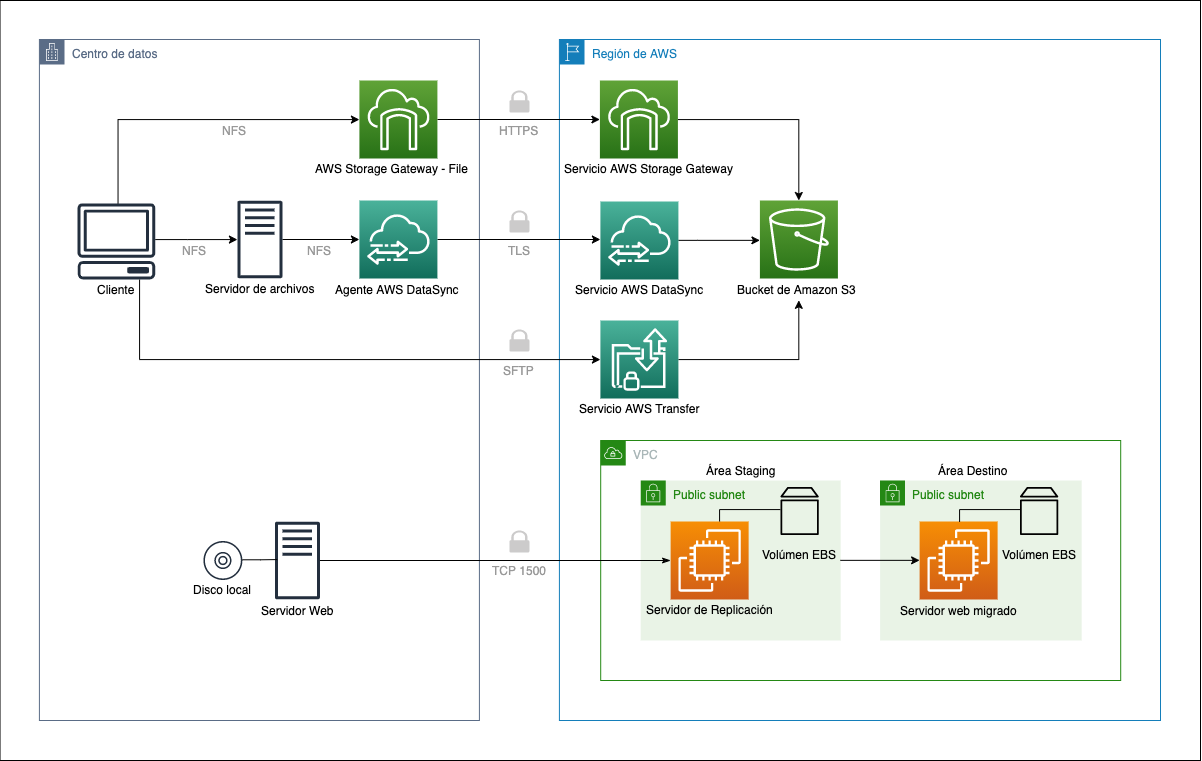 Centro de datos
Región de AWS
NFS
HTTPS
AWS Storage Gateway - File
Servicio AWS Storage Gateway
NFS
NFS
TLS
Cliente
Servidor de archivos
Agente AWS DataSync
Servicio AWS DataSync
Bucket de Amazon S3
SFTP
Servicio AWS Transfer
VPC
Área Staging
Área Destino
Public subnet
Public subnet
Volúmen EBS
Volúmen EBS
TCP 1500
Disco local
Servidor Web
Servidor de Replicación
Servidor web migrado